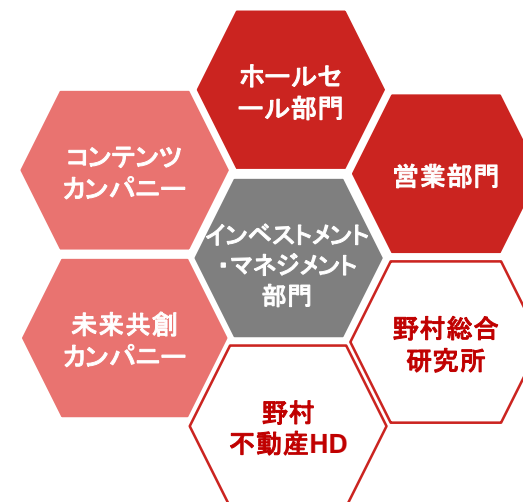 ホールセ
ール部門
コンテンツ
カンパニー
営業部門
インベストメント
・マネジメント
部門
未来共創
カンパニー
野村総合
研究所
野村
不動産HD